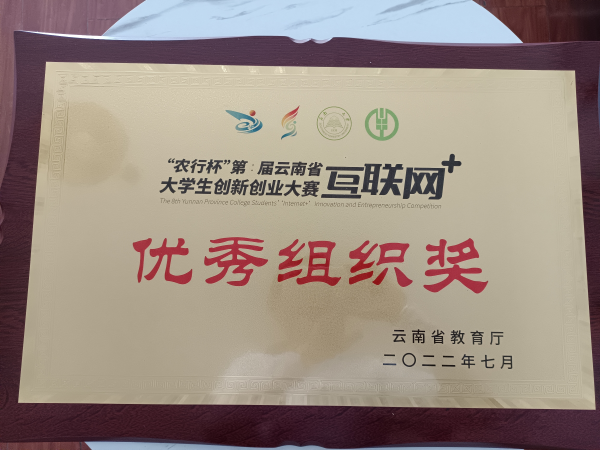 “农行杯”第 届云南省
大学生创新创业大赛
互联网+
The 8th Yunnan Province College Students' "Internet+" Innovation and Entrepreneurship Competition
优秀组织奖
云南省教育厅
二〇二二年七月